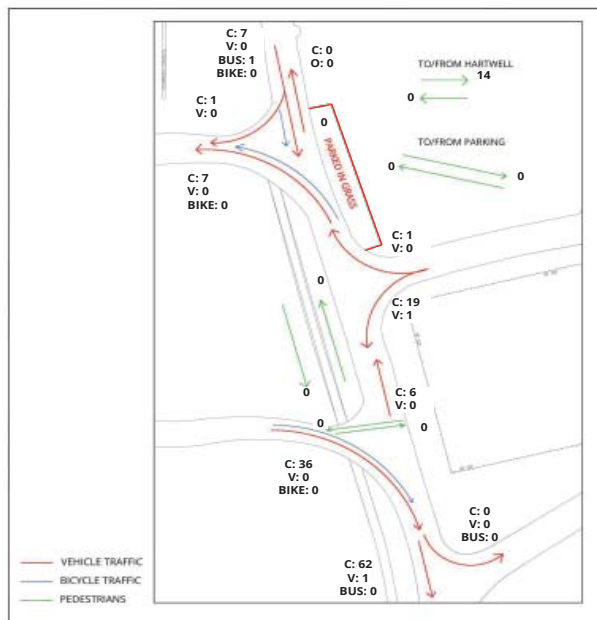 C: 7
V: 0
BUS: 1
BIKE: 0
C: 0
O: 0
TO/FROM HARTWELL
14
0
C: 1
V: 0
0
PARKED IN GRASS
TO/FROM PARKING
0
0
C: 7
V: 0
BIKE: 0
C: 1
V: 0
0
C: 19
V: 1
0
C: 6
V: 0
0
0
C: 36
V: 0
BIKE: 0
C: 0
V: 0
BUS: 0
C: 62
V: 1
BUS: 0
VEHICLE TRAFFIC
BICYCLE TRAFFIC
PEDESTRIANS